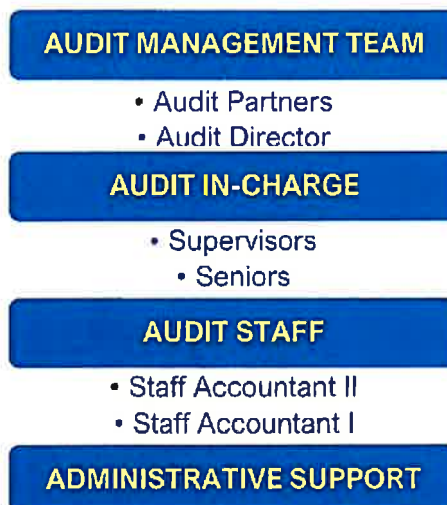 AUDIT MANAGEMENT TEAM
• Audit Partners
• Audit Director
AUDIT IN-CHARGE
• Supervisors
• Seniors
AUDIT STAFF
• Staff Accountant II
• Staff Accountant I
ADMINISTRATIVE SUPPORT